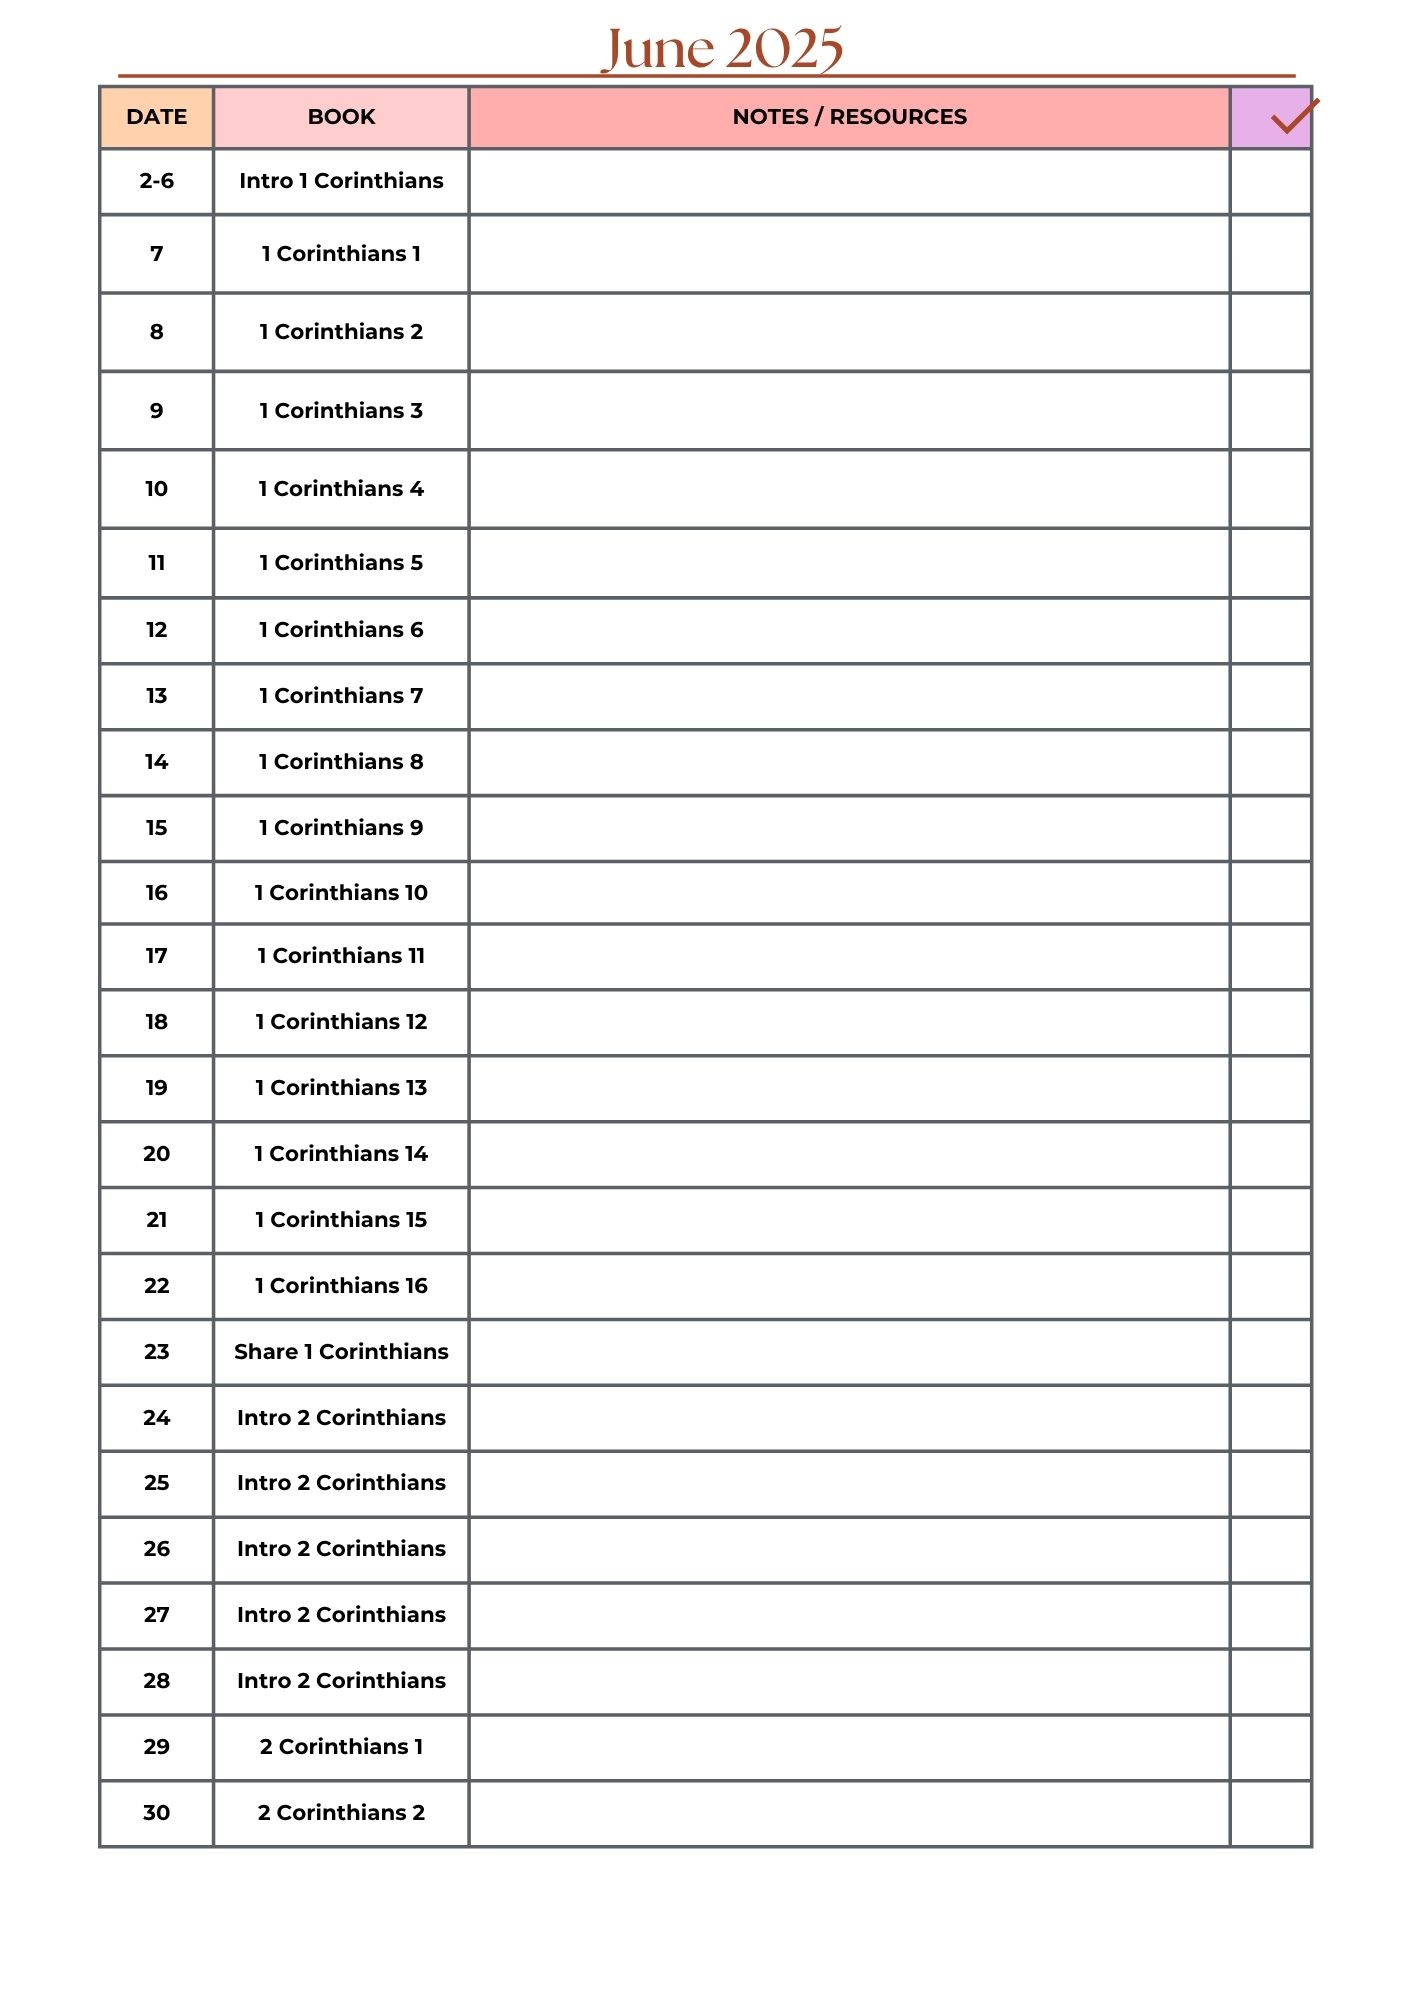 June 2025
DATE BOOK NOTES / RESOURCES
2-6 Intro 1 Corinthians
7 1 Corinthians 1
8 1 Corinthians 2
9 1 Corinthians 3
10 1 Corinthians 4
11 1 Corinthians 5
12 1 Corinthians 6
13 1 Corinthians 7
14 1 Corinthians 8
15 1 Corinthians 9
16 1 Corinthians 10
17 1 Corinthians 11
18 1 Corinthians 12
19 1 Corinthians 13
20 1 Corinthians 14
21 1 Corinthians 15
22 1 Corinthians 16
23 Share 1 Corinthians
24 Intro 2 Corinthians
25 Intro 2 Corinthians
26 Intro 2 Corinthians
27 Intro 2 Corinthians
28 Intro 2 Corinthians
29 2 Corinthians 1
30 2 Corinthians 2